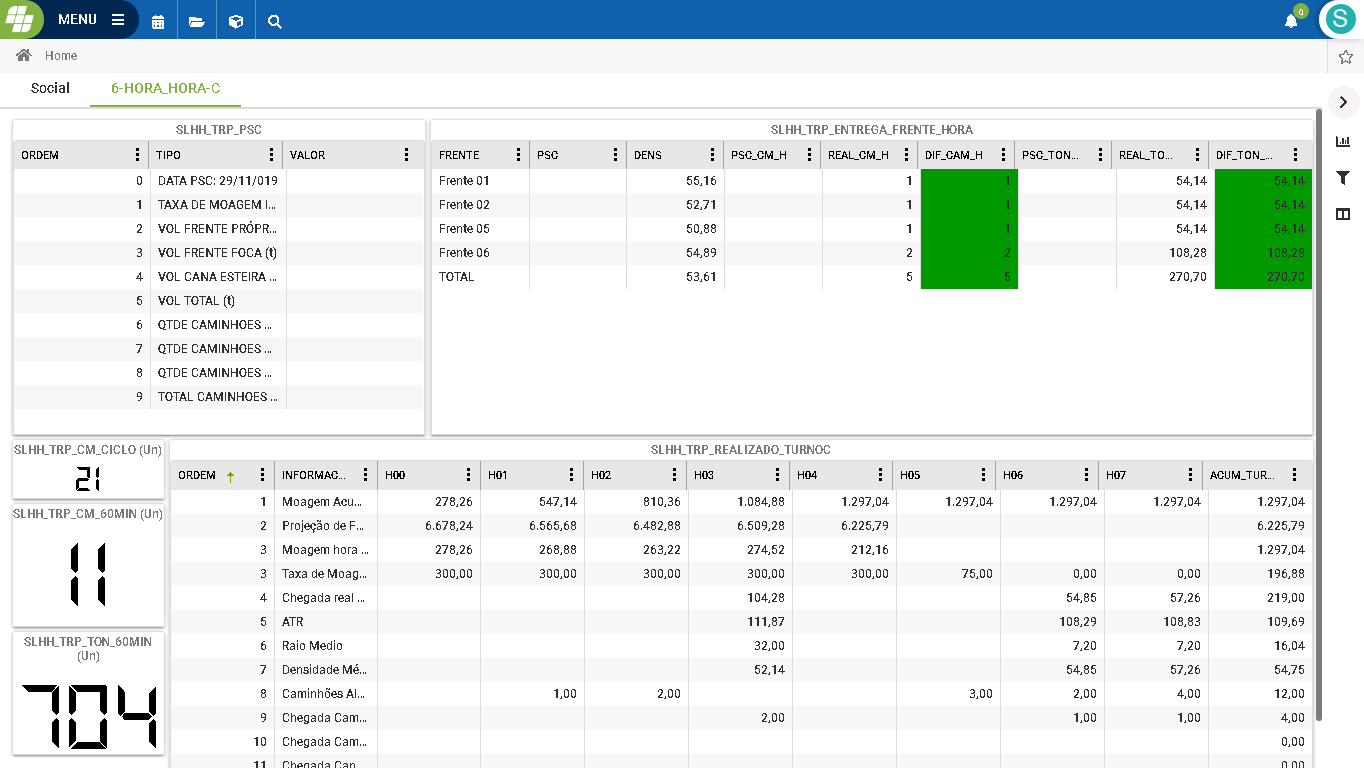 MENU
0
S
Home
Social 6-HORA_HORA-C
SLHH_TRP_PSC
ORDEM TIPO VALOR
0 DATA PSC: 29/11/019
1 TAXA DE MOAGEM I...
2 VOL FRENTE PRÓPR...
3 VOL FRENTE FOCA (t)
4 VOL CANA ESTEIRA ...
5 VOL TOTAL (t)
6 QTDE CAMINHOES ...
7 QTDE CAMINHOES ...
8 QTDE CAMINHOES ...
9 TOTAL CAMINHOES ...
SLHH_TRP_ENTREGA_FRENTE_HORA
FRENTE PSC DENS PSC_CM_H REAL_CM_H DIF_CAM_H PSC_TON... REAL_TO... DIF_TON_...
Frente 01 55,16 1 1 54,14 54,14
Frente 02 52,71 1 1 54,14 54,14
Frente 05 50,88 1 1 54,14 54,14
Frente 06 54,89 2 2 108,28 108,28
TOTAL 53,61 5 5 270,70 270,70
SLHH_TRP_CM_CICLO (Un)
21
SLHH_TRP_CM_60MIN (Un)
11
SLHH_TRP_TON_60MIN
(Un)
704
SLHH_TRP_REALIZADO_TURNOC
ORDEM INFORMAC... H00 H01 H02 H03 H04 H05 H06 H07 ACUM_TUR...
1 Moagem Acu... 278,26 547,14 810,36 1.084,88 1.297,04 1.297,04 1.297,04 1.297,04 1.297,04
2 Projeção de F... 6.678,24 6.565,68 6.482,88 6.509,28 6.225,79 6.225,79
3 Moagem hora ... 278,26 268,88 263,22 274,52 212,16 1.297,04
3 Taxa de Moag... 300,00 300,00 300,00 300,00 300,00 75,00 0,00 0,00 196,88
4 Chegada real ... 104,28 54,85 57,26 219,00
5 ATR 111,87 108,29 108,83 109,69
6 Raio Medio 32,00 7,20 7,20 16,04
7 Densidade Mé... 52,14 54,85 57,26 54,75
8 Caminhões Al... 1,00 2,00 3,00 2,00 4,00 12,00
9 Chegada Cam... 2,00 1,00 1,00 4,00
10 Chegada Cam... 0,00
11 Chegada Can... 0,00